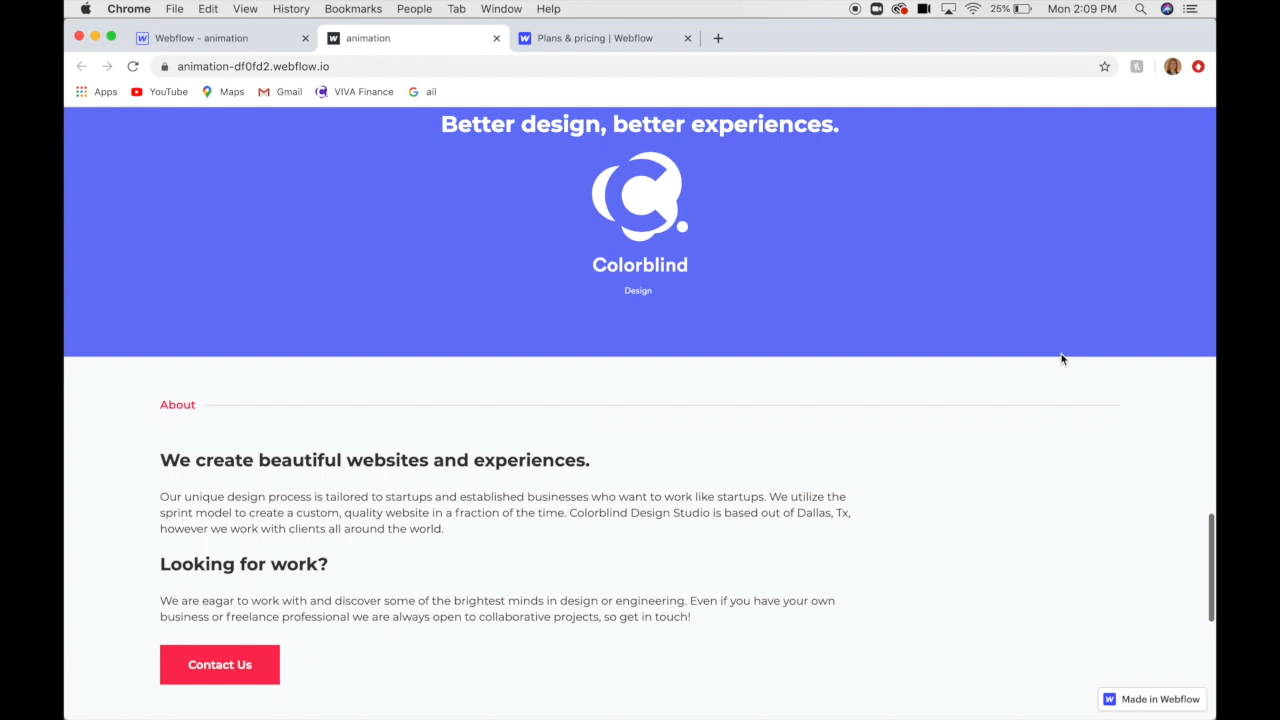 Chrome File Edit View History Bookmarks People Tab Window Help 25% Mon 2:09 PM
Webflow - animation animation Plans & pricing | Webflow
animation-df0fd2.webflow.io
Apps YouTube Maps Gmail VIVA Finance ail
Better design, better experiences.
Colorblind
Design
About
We create beautiful websites and experiences.
Our unique design process is tailored to startups and established businesses who want to work like startups. We utilize the
sprint model to create a custom, quality website in a fraction of the time. Colorblind Design Studio is based out of Dallas, Tx,
however we work with clients all around the world.
Looking for work?
We are eagar to work with and discover some of the brightest minds in design or engineering. Even if you have your own
business or freelance professional we are always open to collaborative projects, so get in touch!
Contact Us
Made in Webflow